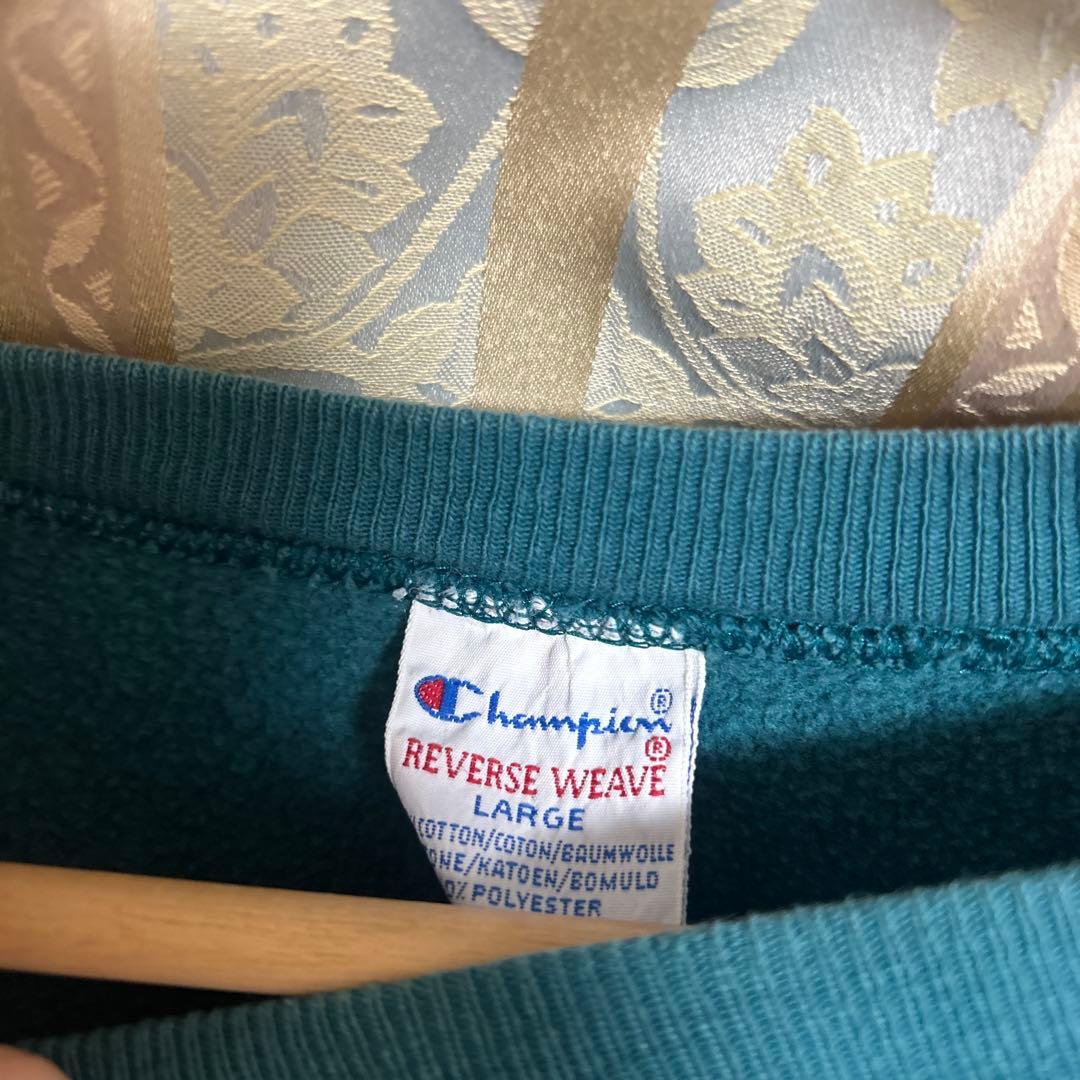 Champion®
REVERSE WEAVE®
LARGE
COTTON/COTON/BAUMWOLLE
/KATOEN/BOMULD
% POLYESTER